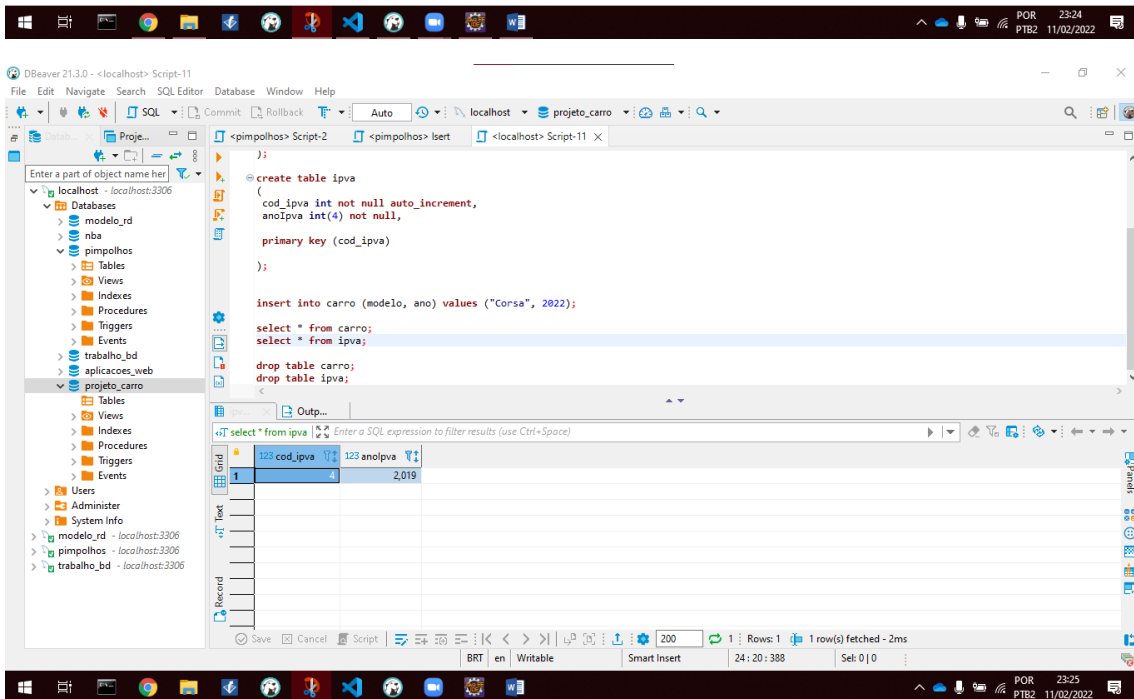 POR 23:24
PTB2 11/02/2022
DBeaver 21.3.0 - <localhost> Script-11
File Edit Navigate Search SQL Editor Database Window Help
SQL Commit Rollback Auto localhost projeto_carro
Datab... Proje... <pimpolhos> Script-2 <pimpolhos> Isert <localhost> Script-11
Enter a part of object name her
localhost - localhost:3306
Databases
modelo_rd
nba
pimpolhos
Tables
Views
Indexes
Procedures
Triggers
Events
trabalho_bd
aplicacoes_web
projeto_carro
Tables
Views
Indexes
Procedures
Triggers
Events
Users
Administer
System Info
modelo_rd - localhost:3306
pimpolhos - localhost:3306
trabalho_bd - localhost:3306
);
create table ipva
(
cod_ipva int not null auto_increment,
anoIpva int(4) not null,
primary key (cod_ipva)
);
insert into carro (modelo, ano) values ("Corsa", 2022);
select * from carro;
select * from ipva;
drop table carro;
drop table ipva;
Outp...
select * from ipva Enter a SQL expression to filter results (use Ctrl+Space)
Grid
Text
Record
123 cod_ipva 123 anoIpva
1 4 2,019
Panels
Save Cancel Script 200 1 Rows: 1 1 row(s) fetched - 2ms
BRT en Writable Smart Insert 24 : 20 : 388 Sel: 0 | 0
POR 23:25
PTB2 11/02/2022